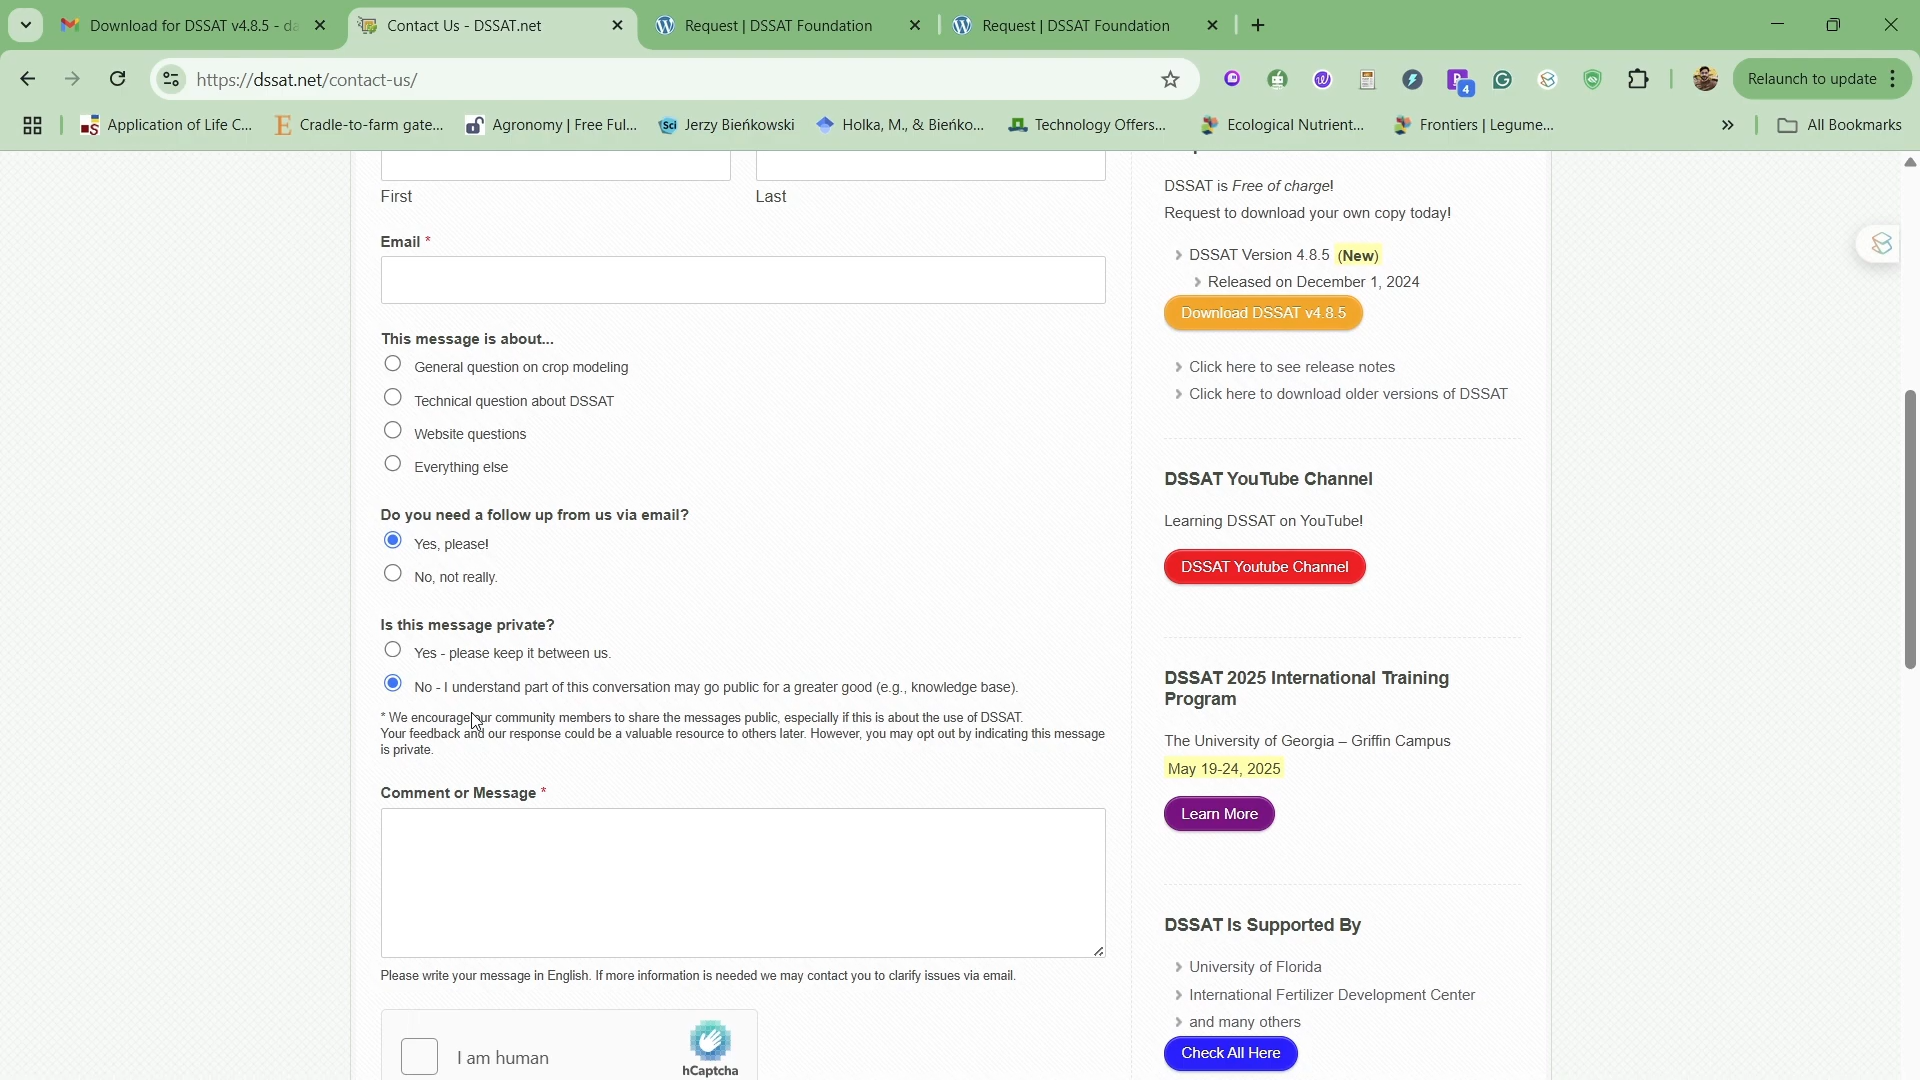 Download for DSSAT v4.8.5 - da
Contact Us - DSSAT.net
Request | DSSAT Foundation
Request | DSSAT Foundation
https://dssat.net/contact-us/
4
Relaunch to update
Application of Life C...
Cradle-to-farm gate...
Agronomy | Free Ful...
Sci
Jerzy Bieńkowski
Holka, M., & Bieńko...
Technology Offers...
Ecological Nutrient...
Frontiers | Legume...
All Bookmarks
First
Last
Email *
This message is about...
General question on crop modeling
Technical question about DSSAT
Website questions
Everything else
Do you need a follow up from us via email?
Yes, please!
No, not really.
Is this message private?
Yes - please keep it between us.
No - I understand part of this conversation may go public for a greater good (e.g., knowledge base).
* We encourage our community members to share the messages public, especially if this is about the use of DSSAT.
Your feedback and our response could be a valuable resource to others later. However, you may opt out by indicating this message
is private.
Comment or Message *
Please write your message in English. If more information is needed we may contact you to clarify issues via email.
I am human
hCaptcha
DSSAT is Free of charge!
Request to download your own copy today!
DSSAT Version 4.8.5 (New)
Released on December 1, 2024
Download DSSAT v4.8.5
Click here to see release notes
Click here to download older versions of DSSAT
DSSAT YouTube Channel
Learning DSSAT on YouTube!
DSSAT Youtube Channel
DSSAT 2025 International Training
Program
The University of Georgia – Griffin Campus
May 19-24, 2025
Learn More
DSSAT Is Supported By
University of Florida
International Fertilizer Development Center
and many others
Check All Here